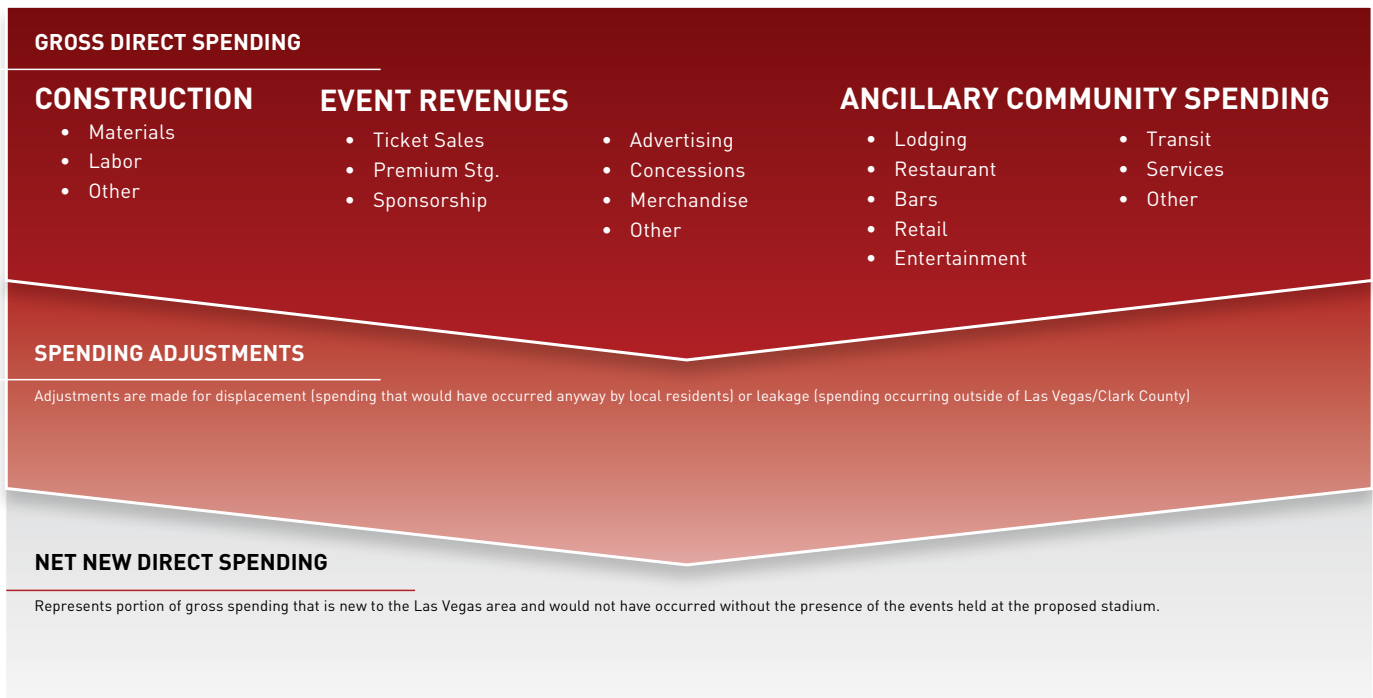 GROSS DIRECT SPENDING
CONSTRUCTION
• Materials
• Labor
• Other
EVENT REVENUES
• Ticket Sales
• Premium Stg.
• Sponsorship
• Advertising
• Concessions
• Merchandise
• Other
ANCILLARY COMMUNITY SPENDING
• Lodging
• Restaurant
• Bars
• Retail
• Entertainment
• Transit
• Services
• Other
SPENDING ADJUSTMENTS
Adjustments are made for displacement (spending that would have occurred anyway by local residents) or leakage (spending occurring outside of Las Vegas/Clark County)
NET NEW DIRECT SPENDING
Represents portion of gross spending that is new to the Las Vegas area and would not have occurred without the presence of the events held at the proposed stadium.